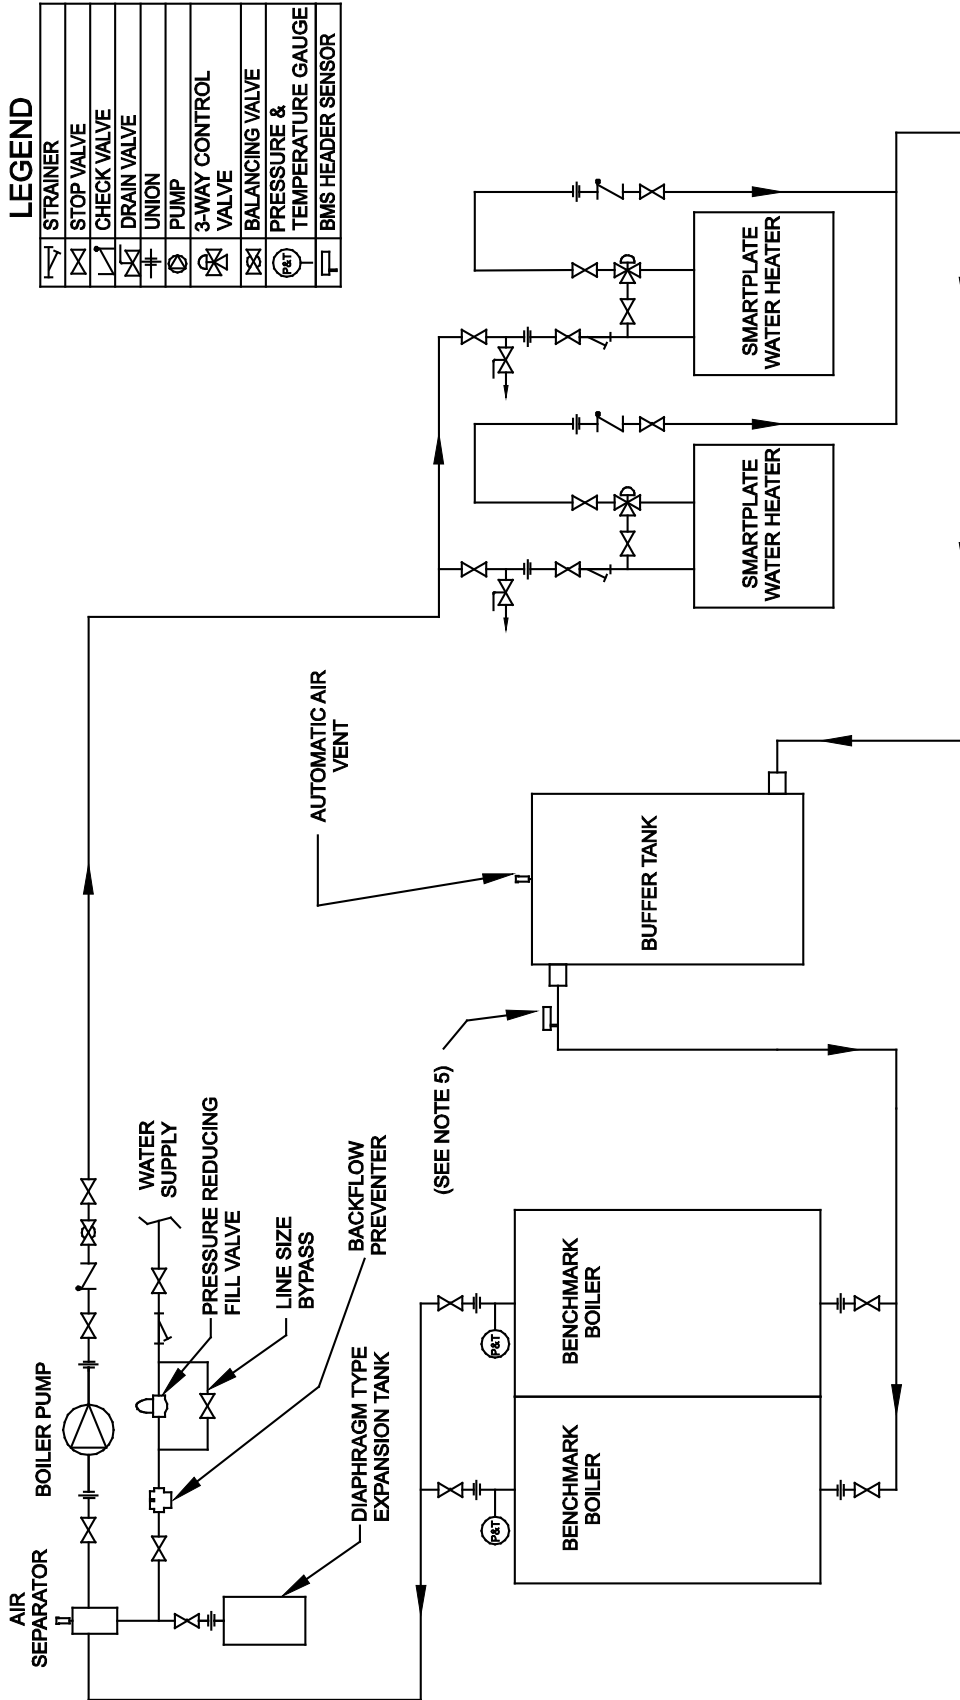 LEGEND
STRAINER
STOP VALVE
CHECK VALVE
DRAIN VALVE
UNION
PUMP
3-WAY CONTROL
VALVE
BALANCING VALVE
P&T
PRESSURE &
TEMPERATURE GAUGE
BMS HEADER SENSOR
AIR
SEPARATOR
BOILER PUMP
WATER
SUPPLY
PRESSURE REDUCING
FILL VALVE
LINE SIZE
BYPASS
BACKFLOW
PREVENTER
DIAPHRAGM TYPE
EXPANSION TANK
(SEE NOTE 5)
AUTOMATIC AIR
VENT
P&T
P&T
BENCHMARK
BOILER
BENCHMARK
BOILER
BUFFER TANK
SMARTPLATE
WATER HEATER
SMARTPLATE
WATER HEATER